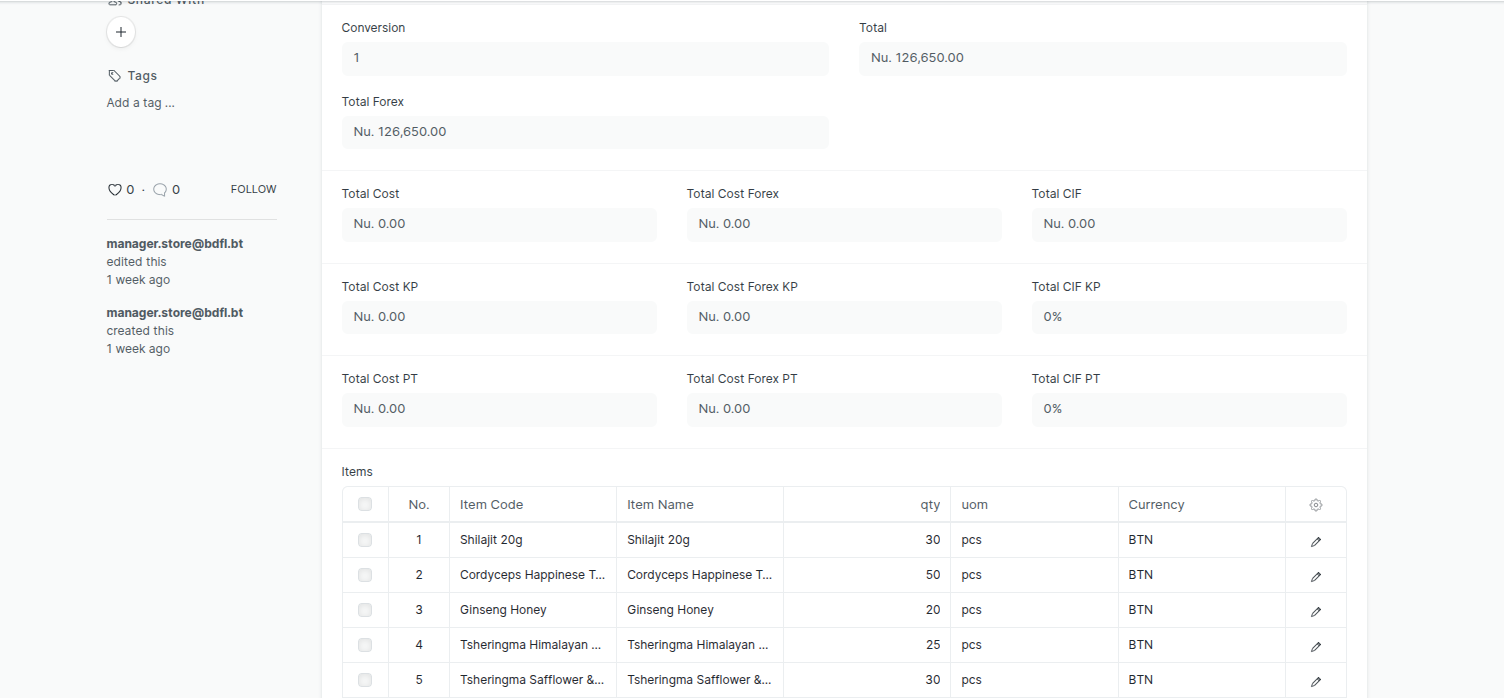 Shared With
Tags
Add a tag ...
0 · 0 FOLLOW
manager.store@bdfl.bt
edited this
1 week ago
manager.store@bdfl.bt
created this
1 week ago
Conversion Total
1 Nu. 126,650.00
Total Forex
Nu. 126,650.00
Total Cost Total Cost Forex Total CIF
Nu. 0.00 Nu. 0.00 Nu. 0.00
Total Cost KP Total Cost Forex KP Total CIF KP
Nu. 0.00 Nu. 0.00 0%
Total Cost PT Total Cost Forex PT Total CIF PT
Nu. 0.00 Nu. 0.00 0%
Items
No. Item Code Item Name qty uom Currency
1 Shilajit 20g Shilajit 20g 30 pcs BTN
2 Cordyceps Happinese T... Cordyceps Happinese T... 50 pcs BTN
3 Ginseng Honey Ginseng Honey 20 pcs BTN
4 Tsheringma Himalayan ... Tsheringma Himalayan ... 25 pcs BTN
5 Tsheringma Safflower &... Tsheringma Safflower &... 30 pcs BTN